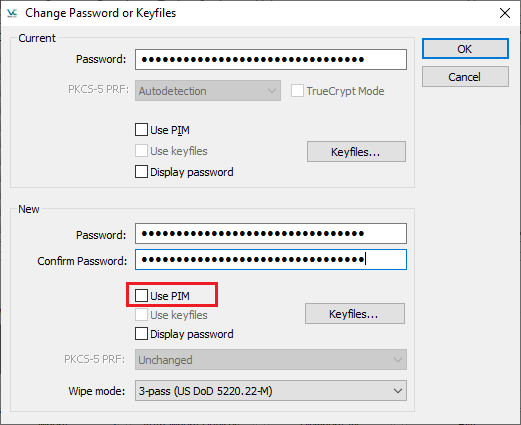 VC Change Password or Keyfiles
Current
Password: ●●●●●●●●●●●●●●●●●●●●●●●●●●●●●●●●
OK
Cancel
PKCS-5 PRF: Autodetection TrueCrypt Mode
Use PIM
Use keyfiles Keyfiles...
Display password
New
Password: ●●●●●●●●●●●●●●●●●●●●●●●●●●●●●●●●
Confirm Password: ●●●●●●●●●●●●●●●●●●●●●●●●●●●●●●●●
Use PIM
Use keyfiles Keyfiles...
Display password
PKCS-5 PRF: Unchanged
Wipe mode: 3-pass (US DoD 5220.22-M)